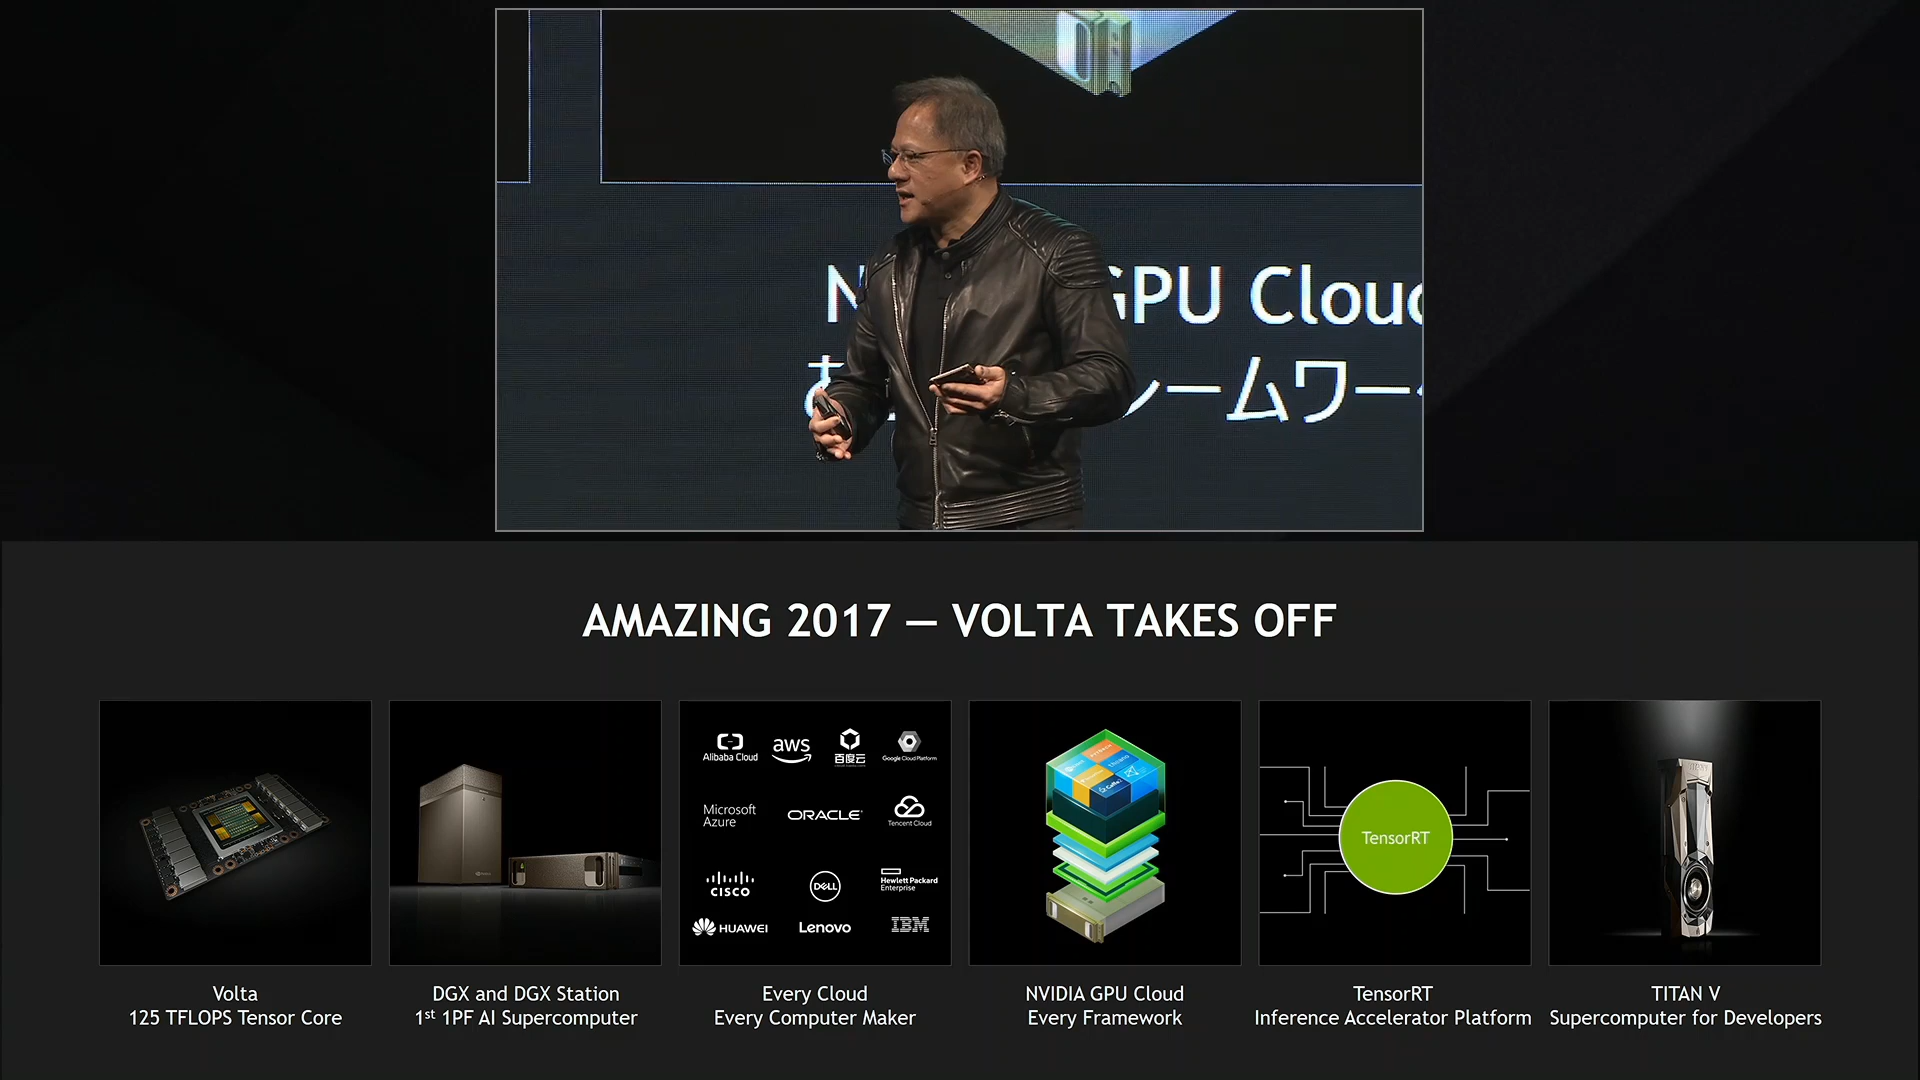 GPU Cloud
レームワー
AMAZING 2017 — VOLTA TAKES OFF
Alibaba Cloud
aws
百度云
Google Cloud Platform
Microsoft
Azure
ORACLE
Tencent Cloud
CISCO
DELL
Hewlett Packard
Enterprise
HUAWEI
Lenovo
IBM
theano
Caffe2
TensorRT
Volta
125 TFLOPS Tensor Core
DGX and DGX Station
1st 1PF AI Supercomputer
Every Cloud
Every Computer Maker
NVIDIA GPU Cloud
Every Framework
TensorRT
Inference Accelerator Platform
TITAN V
Supercomputer for Developers